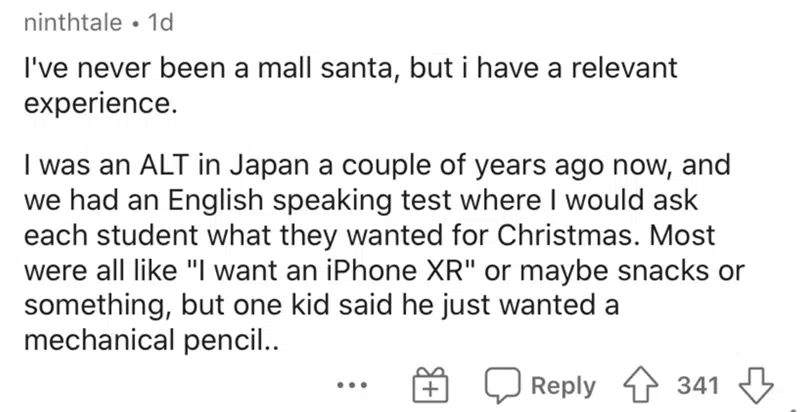 ninthtale • 1d
I've never been a mall santa, but i have a relevant
experience.
I was an ALT in Japan a couple of years ago now, and
we had an English speaking test where I would ask
each student what they wanted for Christmas. Most
were all like "I want an iPhone XR" or maybe snacks or
something, but one kid said he just wanted a
mechanical pencil..
... Reply 341